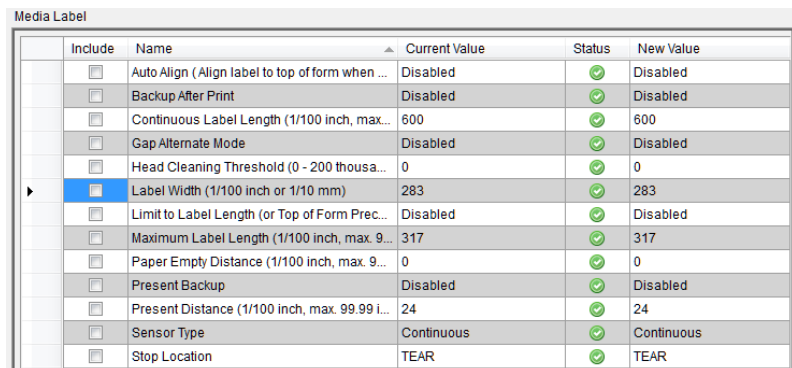 Media Label
Include Name Current Value Status New Value
Auto Align ( Align label to top of form when ... Disabled Disabled
Backup After Print Disabled Disabled
Continuous Label Length (1/100 inch, max... 600 600
Gap Alternate Mode Disabled Disabled
Head Cleaning Threshold (0 - 200 thousa... 0 0
Label Width (1/100 inch or 1/10 mm) 283 283
Limit to Label Length (or Top of Form Prec... Disabled Disabled
Maximum Label Length (1/100 inch, max. 9... 317 317
Paper Empty Distance (1/100 inch, max. 9... 0 0
Present Backup Disabled Disabled
Present Distance (1/100 inch, max. 99.99 i... 24 24
Sensor Type Continuous Continuous
Stop Location TEAR TEAR